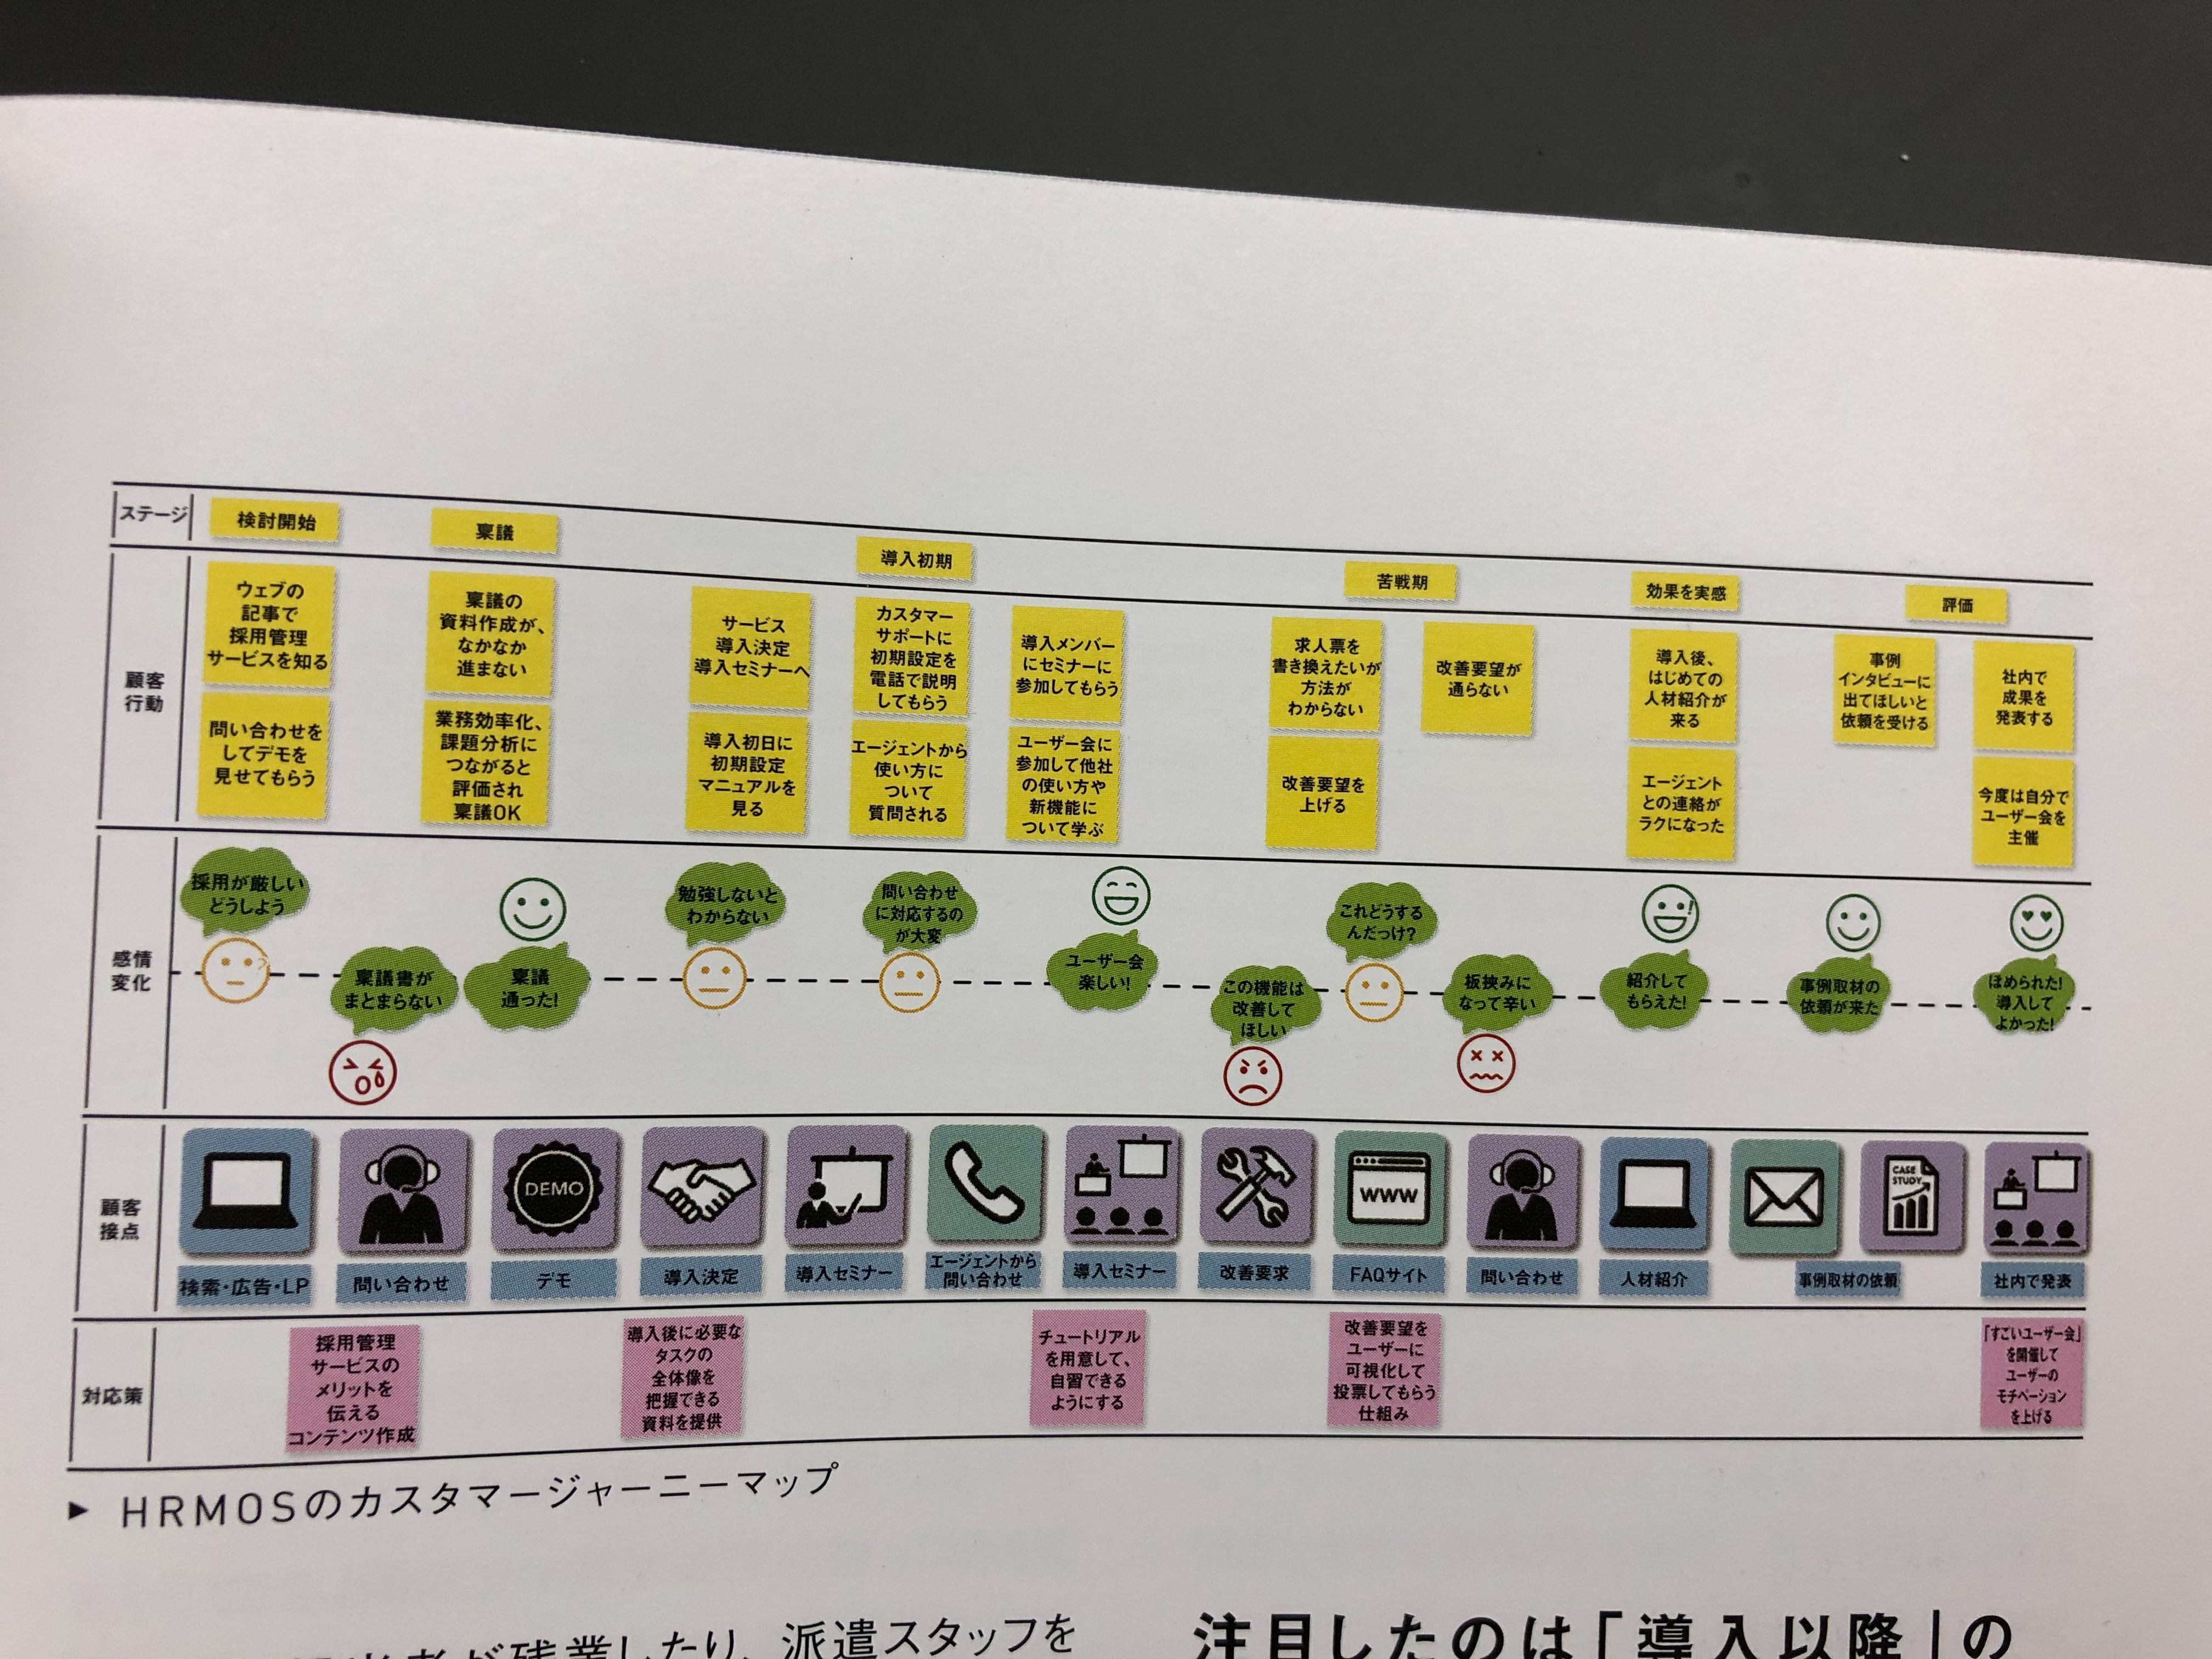 ステージ
検討開始
稟議
導入初期
苦戦期
効果を実感
評価
顧客
行動
ウェブの
記事で
採用管理
サービスを知る
問い合わせを
してデモを
見せてもらう
稟議の
資料作成が、
なかなか
進まない
業務効率化、
課題分析に
つながると
評価され
稟議OK
サービス
導入決定
導入セミナーへ
導入初日に
初期設定
マニュアルを
見る
カスタマー
サポートに
初期設定を
電話で説明
してもらう
エージェントから
使い方に
ついて
質問される
導入メンバー
にセミナーに
参加してもらう
ユーザー会に
参加して他社
の使い方や
新機能に
ついて学ぶ
求人票を
書き換えたいが
方法が
わからない
改善要望を
上げる
改善要望が
通らない
導入後、
はじめての
人材紹介が
来る
エージェント
との連絡が
ラクになった
事例
インタビューに
出てほしいと
依頼を受ける
社内で
成果を
発表する
今度は自分で
ユーザー会を
主催
感情
変化
採用が厳しい
どうしよう
稟議書が
まとまらない
稟議
通った!
勉強しないと
わからない
問い合わせ
に対応するの
が大変
ユーザー会
楽しい!
この機能は
改善して
ほしい
これどうする
んだっけ?
板挟みに
なって辛い
紹介して
もらえた!
事例取材の
依頼が来た
ほめられた!
導入して
よかった!
顧客
接点
DEMO
WWW
CASE
STUDY
検索・広告・LP
問い合わせ
デモ
導入決定
導入セミナー
エージェントから
問い合わせ
導入セミナー
改善要求
FAQサイト
問い合わせ
人材紹介
事例取材の依頼
社内で発表
対応策
採用管理
サービスの
メリットを
伝える
コンテンツ作成
導入後に必要な
タスクの
全体像を
把握できる
資料を提供
チュートリアル
を用意して、
自習できる
ようにする
改善要望を
ユーザーに
可視化して
投票してもらう
仕組み
「すごいユーザー会」
を開催して
ユーザーの
モチベーション
を上げる
▶ HRMOSのカスタマージャーニーマップ
が残業したり、派遣スタッフを
注目したのは「導入以降」の